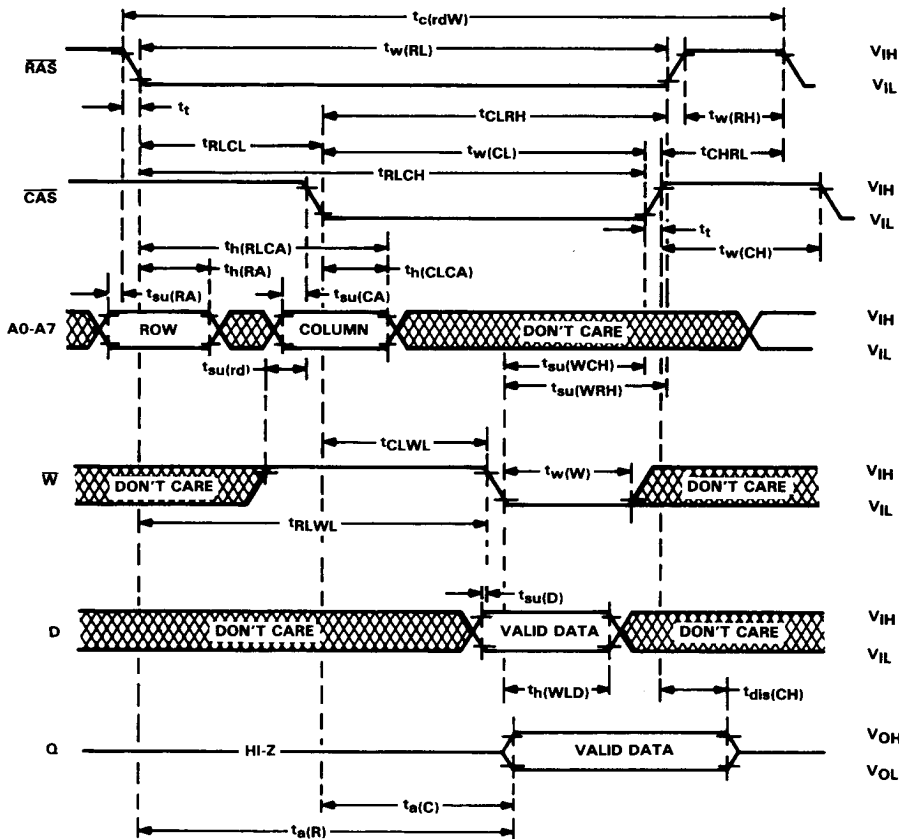 tc(rdW)
RAS
tw(RL)
VIH
VIL
tt
tCLRH
tw(RH)
tRLCL
tw(CL)
tCHRL
tRLCH
CAS
VIH
VIL
tt
th(RLCA)
tw(CH)
th(RA)
th(CLCA)
tsu(RA)
tsu(CA)
A0-A7
ROW
COLUMN
DON'T CARE
VIH
VIL
tsu(rd)
tsu(WCH)
tsu(WRH)
tCLWL
W
DON'T CARE
tw(W)
DON'T CARE
VIH
VIL
tRLWL
tsu(D)
D
DON'T CARE
VALID DATA
DON'T CARE
VIH
VIL
th(WLD)
tdis(CH)
Q
HI-Z
VALID DATA
VOH
VOL
ta(C)
ta(R)